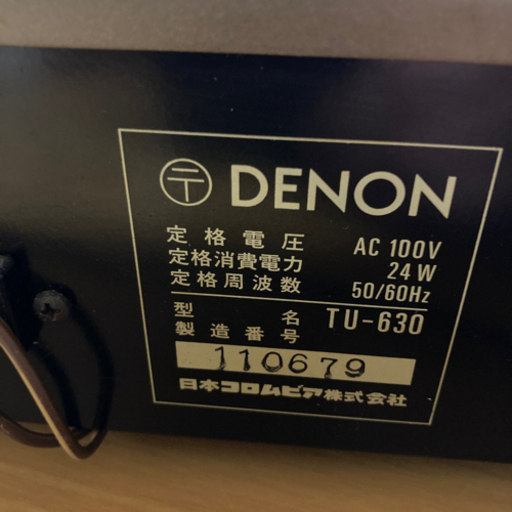 〒 DENON
定格電圧 AC 100V
定格消費電力 24W
定格周波数 50/60Hz
型名 TU-630
製造番号
110679
日本コロムビア株式会社